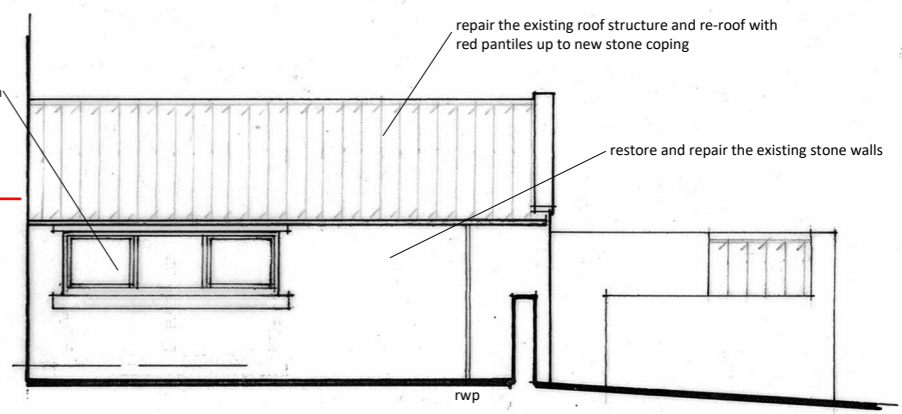 repair the existing roof structure and re-roof with
red pantiles up to new stone coping
restore and repair the existing stone walls
rwp